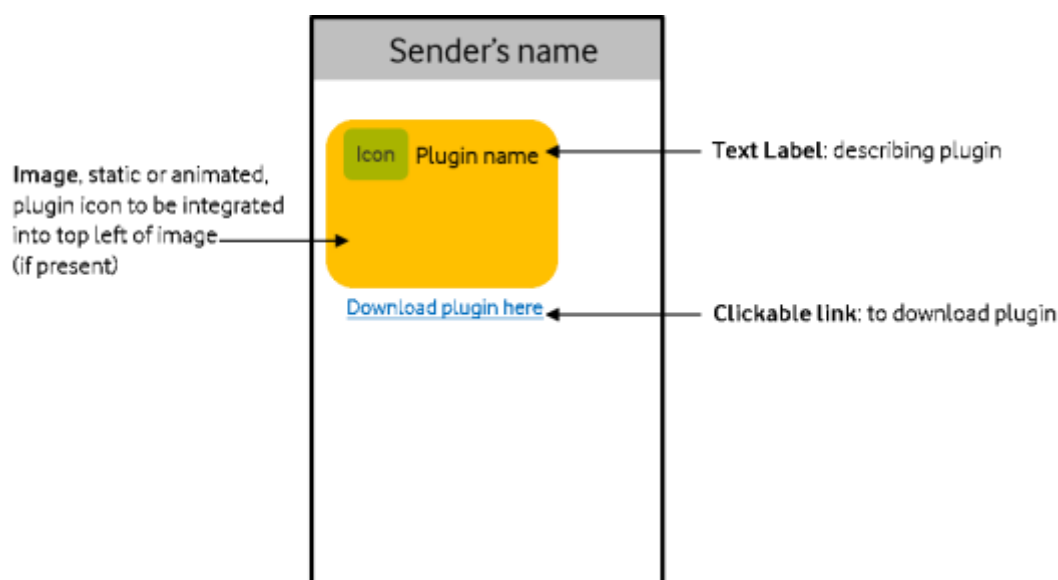 Sender's name
Icon
Plugin name
Text Label: describing plugin
Image, static or animated,
plugin icon to be integrated
into top left of image
(if present)
Download plugin here
Clickable link: to download plugin